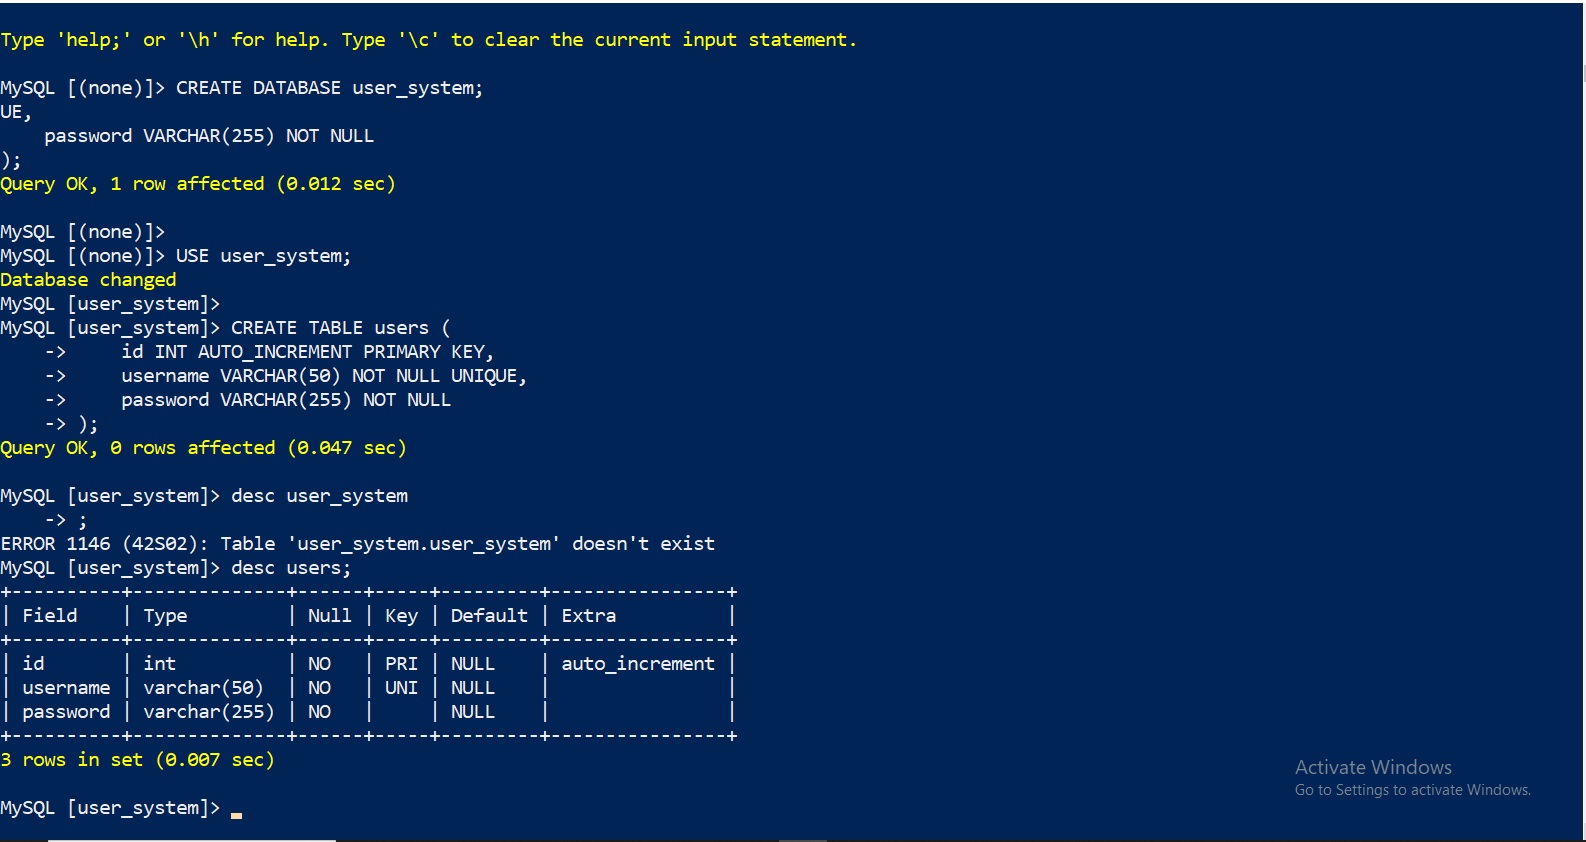 Type 'help;' or '\h' for help. Type '\c' to clear the current input statement.
MySQL [(none)]> CREATE DATABASE user_system;
UE,
    password VARCHAR(255) NOT NULL
);
Query OK, 1 row affected (0.012 sec)
MySQL [(none)]>
MySQL [(none)]> USE user_system;
Database changed
MySQL [user_system]>
MySQL [user_system]> CREATE TABLE users (
    ->     id INT AUTO_INCREMENT PRIMARY KEY,
    ->     username VARCHAR(50) NOT NULL UNIQUE,
    ->     password VARCHAR(255) NOT NULL
    -> );
Query OK, 0 rows affected (0.047 sec)
MySQL [user_system]> desc user_system
    -> ;
ERROR 1146 (42S02): Table 'user_system.user_system' doesn't exist
MySQL [user_system]> desc users;
+----------+--------------+------+-----+---------+----------------+
| Field    | Type         | Null | Key | Default | Extra          |
+----------+--------------+------+-----+---------+----------------+
| id       | int          | NO   | PRI | NULL    | auto_increment |
| username | varchar(50)  | NO   | UNI | NULL    |                |
| password | varchar(255) | NO   |     | NULL    |                |
+----------+--------------+------+-----+---------+----------------+
3 rows in set (0.007 sec)
MySQL [user_system]>
Activate Windows
Go to Settings to activate Windows.